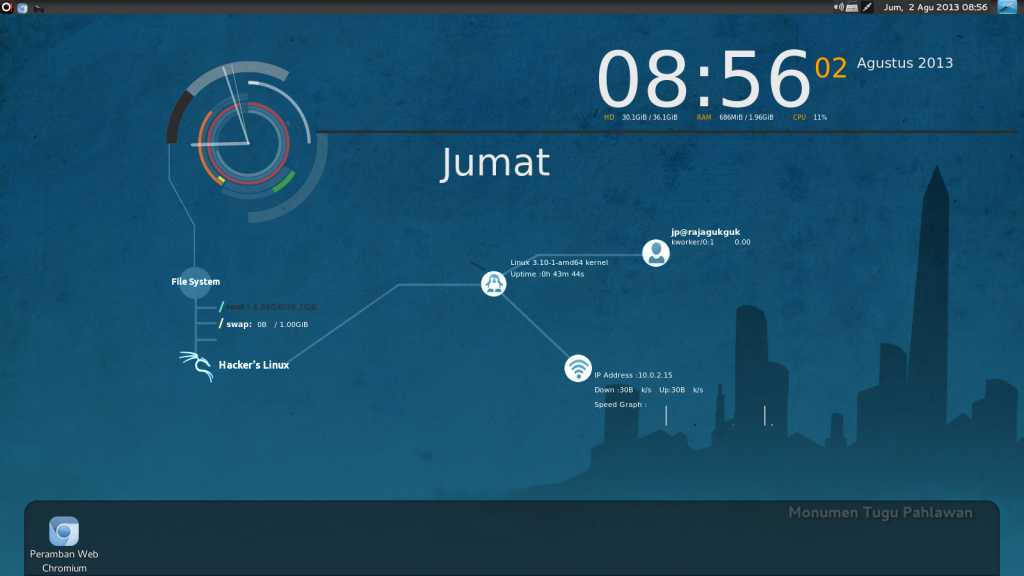 Jum, 2 Agu 2013 08:56
08:56 02 Agustus 2013
HD 30.1GiB / 36.1GiB RAM 686MiB / 1.96GiB CPU 11%
Jumat
jp@rajagukguk
kworker/0:1 0.00
Linux 3.10-1-amd64 kernel
Uptime :0h 43m 44s
File System
/ root : 4.08GiB/36.1GiB
/ swap: 0B / 1.00GiB
Hacker's Linux
IP Address :10.0.2.15
Down :30B k/s Up:30B k/s
Speed Graph :
Monumen Tugu Pahlawan
Peramban Web
Chromium